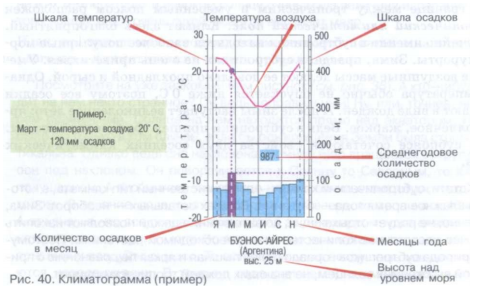 Шкала температур
Температура воздуха
Шкала осадков
30 500
20 400
10 300
0 200
-10 100
-20 0
температура, °С
осадки, мм
987
Пример.
Март – температура воздуха 20° С,
120 мм осадков
Среднегодовое
количество
осадков
Я М М И С Н
Количество осадков
в месяц
БУЭНОС-АЙРЕС
(Аргентина)
выс. 25 м
Месяцы года
Высота над
уровнем моря
Рис. 40. Климатограмма (пример)